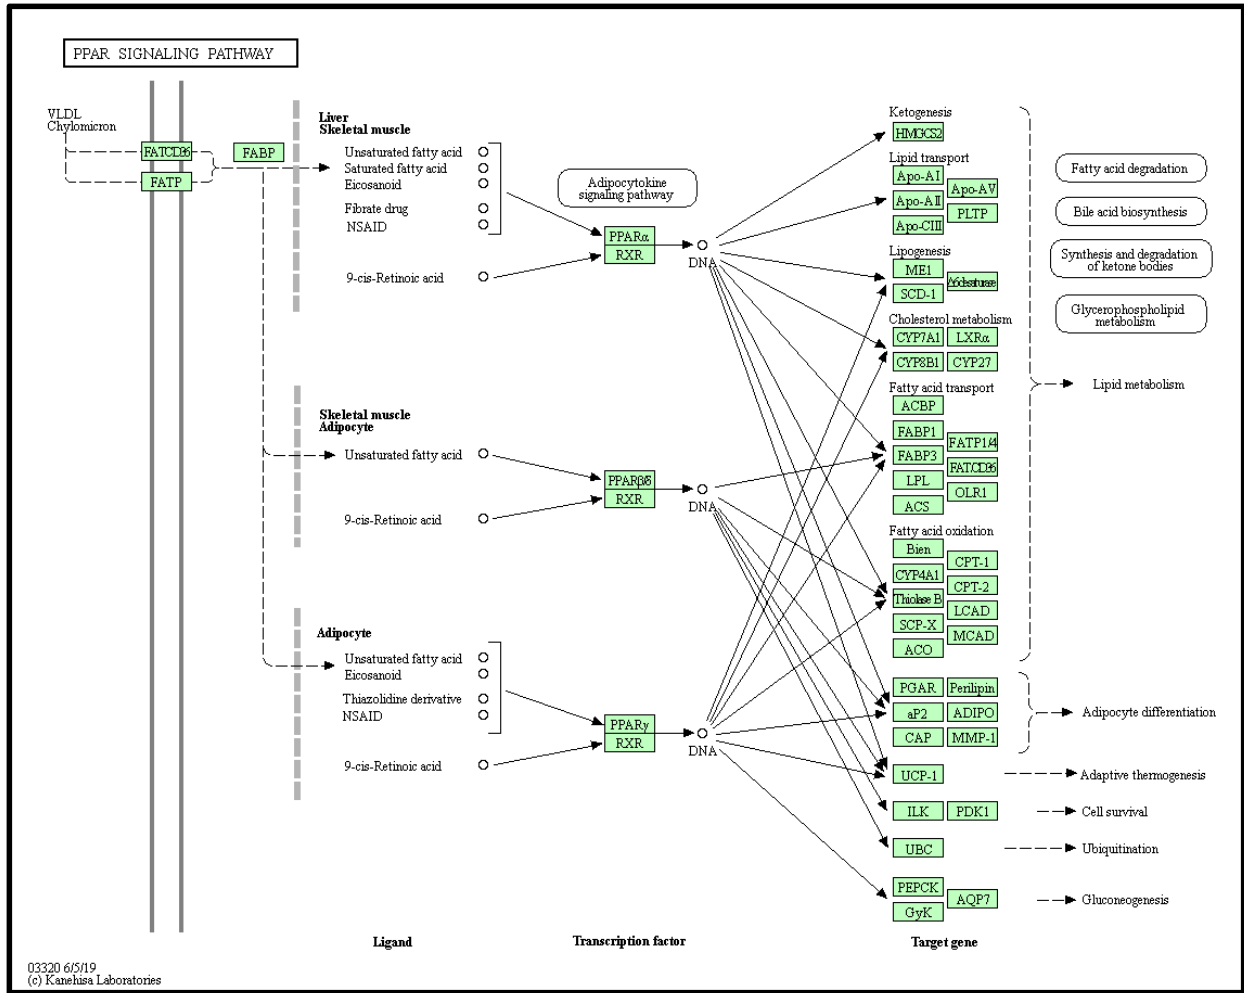 PPAR SIGNALING PATHWAY
VLDL
Chylomicron
FATCD36
FATP
FABP
Liver
Skeletal muscle
Unsaturated fatty acid
Saturated fatty acid
Eicosanoid
Fibrate drug
NSAID
9-cis-Retinoic acid
Adipocytokine
signaling pathway
PPARα
RXR
DNA
Skeletal muscle
Adipocyte
Unsaturated fatty acid
9-cis-Retinoic acid
PPARβ/δ
RXR
DNA
Adipocyte
Unsaturated fatty acid
Eicosanoid
Thiazolidine derivative
NSAID
9-cis-Retinoic acid
PPARγ
RXR
DNA
Ketogenesis
HMGCS2
Lipid transport
Apo-AI
Apo-AII
Apo-CIII
Apo-AV
PLTP
Lipogenesis
ME1
SCD-1
Δ6desaturase
Cholesterol metabolism
CYP7A1 LXRα
CYP8B1 CYP27
Fatty acid transport
ACBP
FABP1
FABP3
LPL
ACS
FATP1/4
FATCD36
OLR1
Fatty acid oxidation
Bien
CYP4A1
Thiolase B
SCP-X
ACO
CPT-1
CPT-2
LCAD
MCAD
PGAR Perilipin
aP2 ADIPO
CAP MMP-1
UCP-1
ILK PDK1
UBC
PEPCK
GyK
AQP7
Fatty acid degradation
Bile acid biosynthesis
Synthesis and degradation
of ketone bodies
Glycerophospholipid
metabolism
Lipid metabolism
Adipocyte differentiation
Adaptive thermogenesis
Cell survival
Ubiquitination
Gluconeogenesis
Ligand
Transcription factor
Target gene
03320 6/5/19
(c) Kanehisa Laboratories